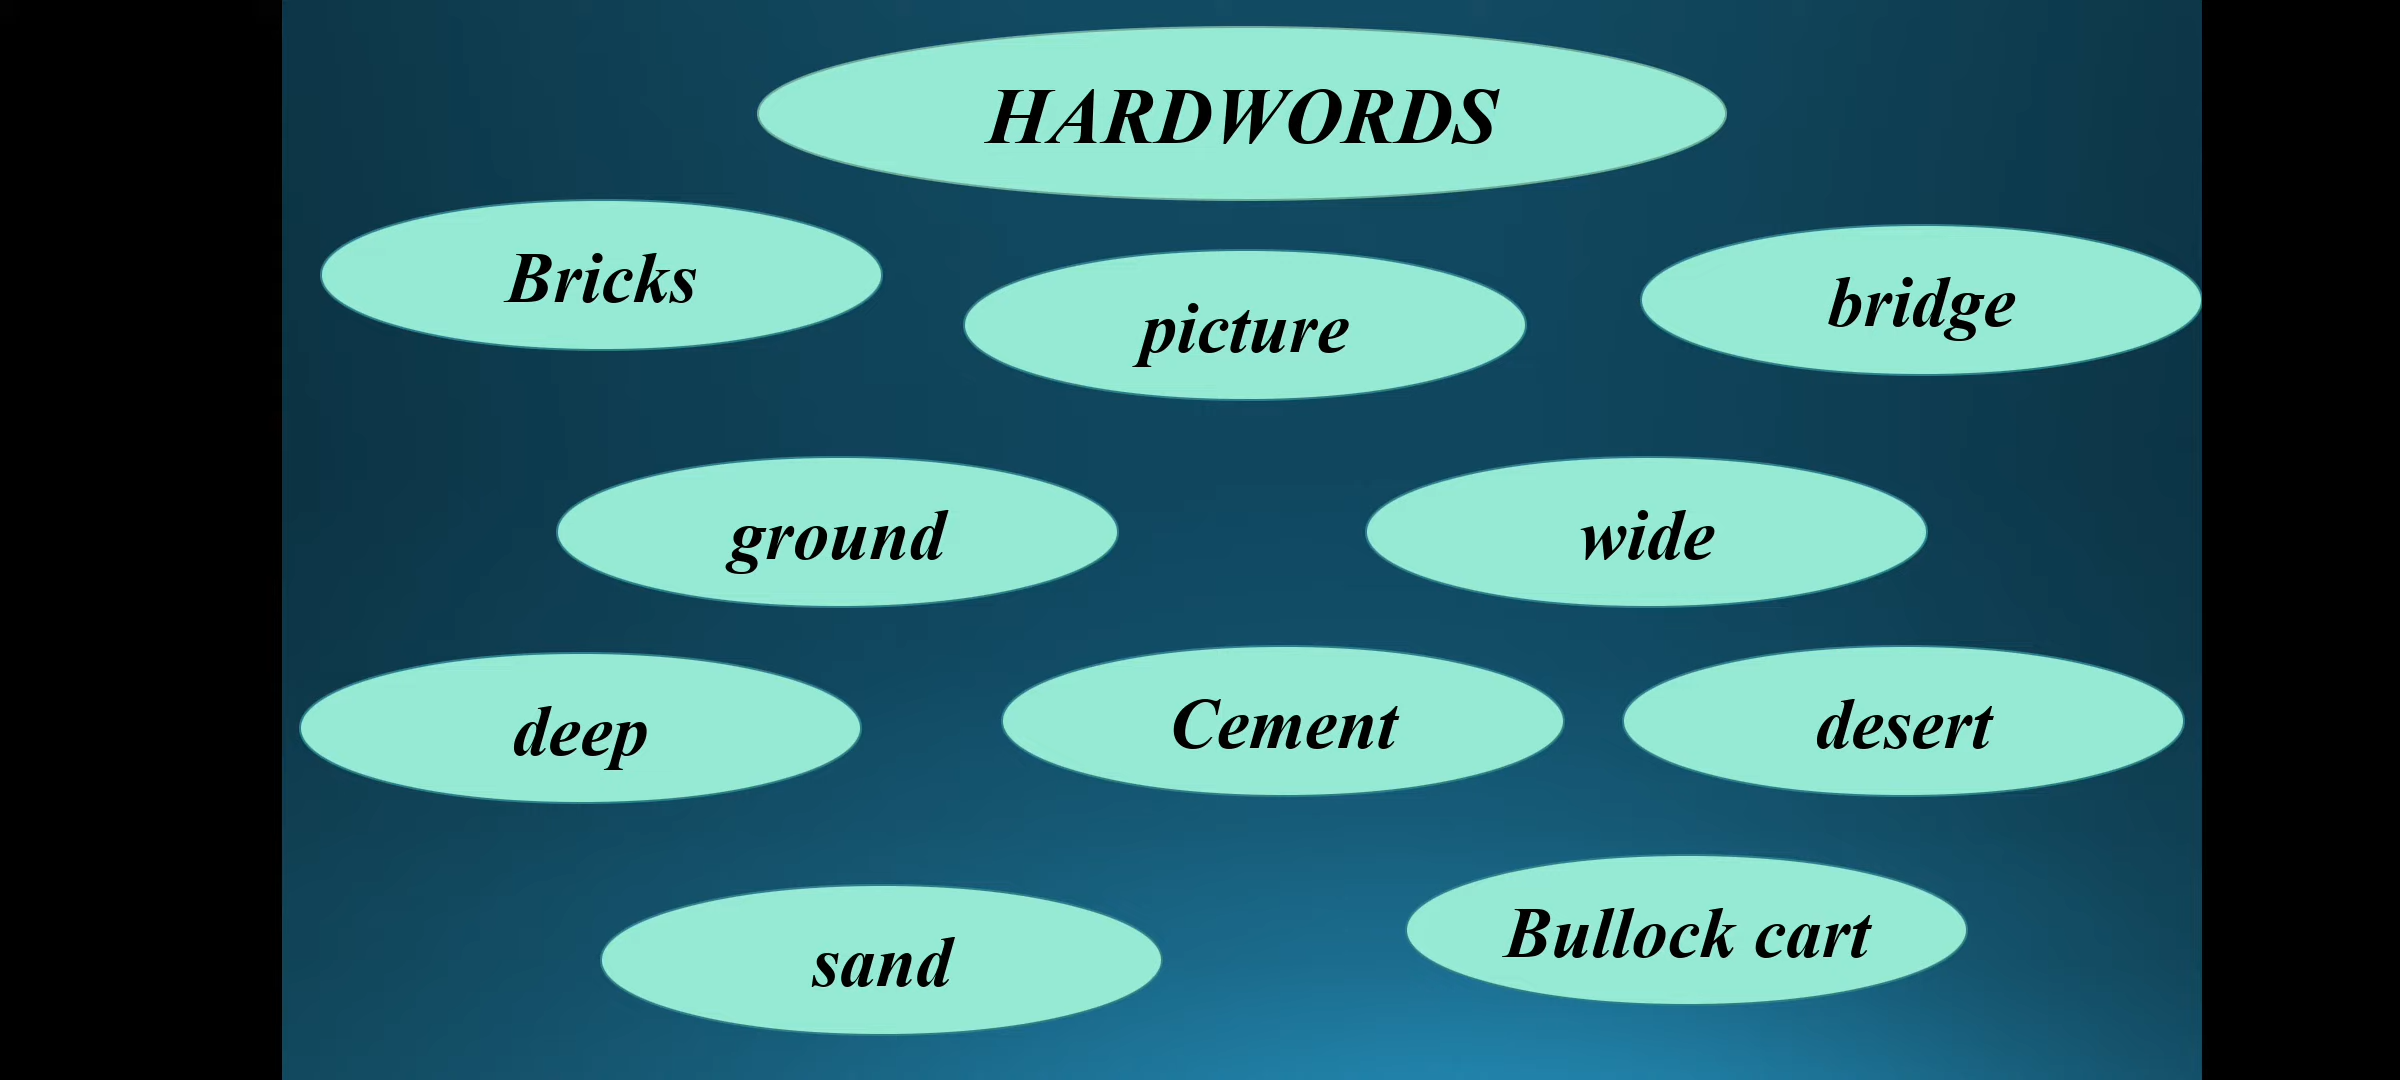 HARDWORDS
Bricks
picture
bridge
ground
wide
deep
Cement
desert
sand
Bullock cart